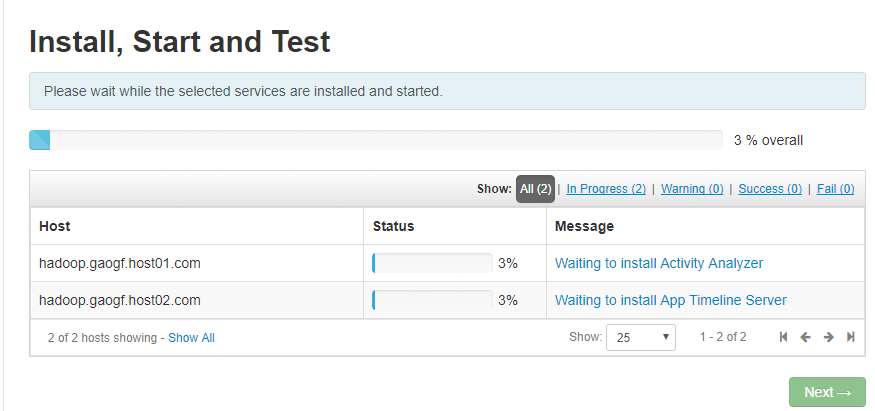 Install, Start and Test
Please wait while the selected services are installed and started.
3 % overall
Show: All (2) | In Progress (2) | Warning (0) | Success (0) | Fail (0)
Host Status Message
hadoop.gaogf.host01.com 3% Waiting to install Activity Analyzer
hadoop.gaogf.host02.com 3% Waiting to install App Timeline Server
2 of 2 hosts showing - Show All Show: 25 1 - 2 of 2
Next →